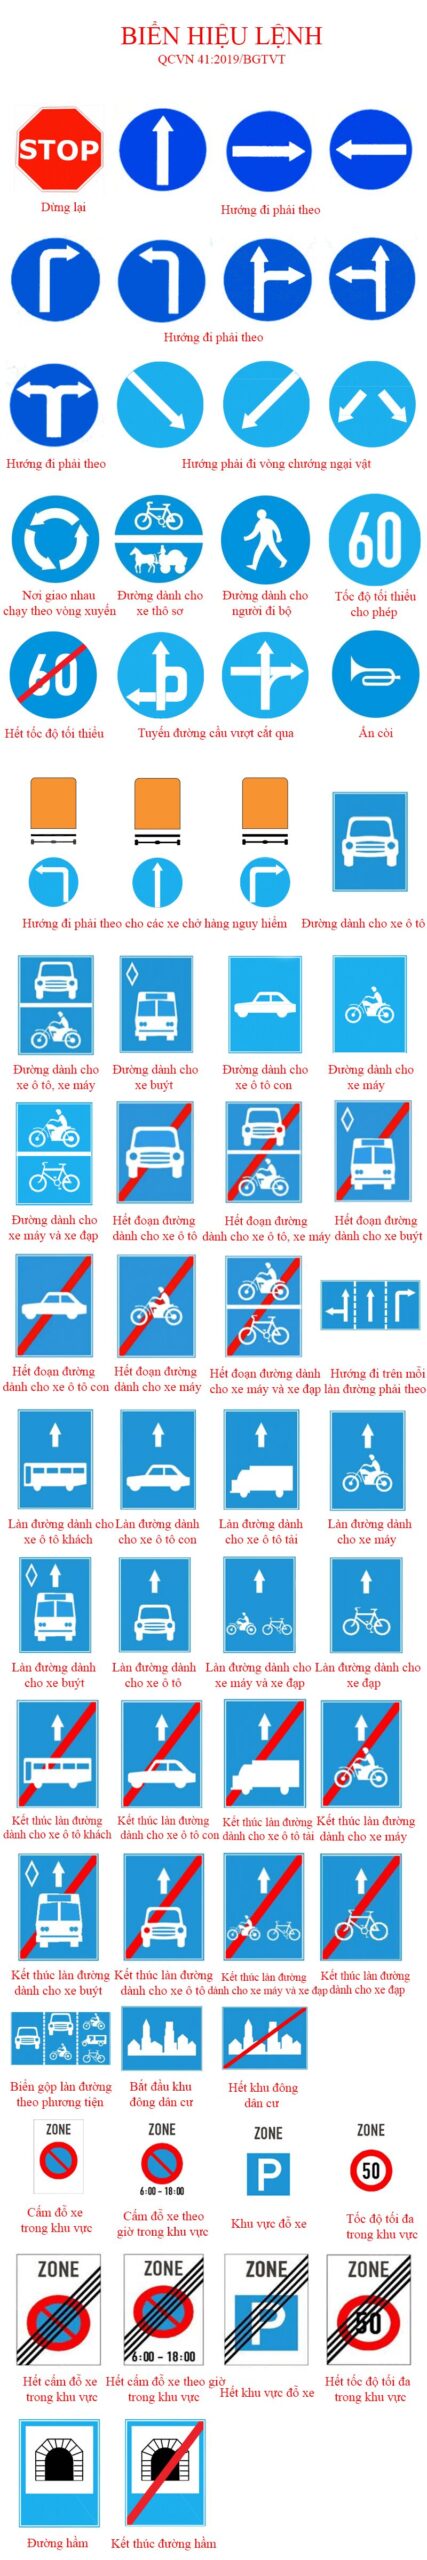 BIỂN HIỆU LỆNH
QCVN 41:2019/BGTVT
STOP
Dừng lại
Hướng đi phải theo
Hướng đi phải theo
Hướng đi phải theo
Hướng phải đi vòng chướng ngại vật
60
Nơi giao nhau
chạy theo vòng xuyến
Đường dành cho
xe thô sơ
Đường dành cho
người đi bộ
Tốc độ tối thiểu
cho phép
60
Hết tốc độ tối thiểu
Tuyến đường cầu vượt cắt qua
Ấn còi
Hướng đi phải theo cho các xe chở hàng nguy hiểm
Đường dành cho xe ô tô
Đường dành cho
xe ô tô, xe máy
Đường dành cho
xe buýt
Đường dành cho
xe ô tô con
Đường dành cho
xe máy
Đường dành cho
xe máy và xe đạp
Hết đoạn đường
dành cho xe ô tô
Hết đoạn đường
dành cho xe ô tô, xe máy
Hết đoạn đường
dành cho xe buýt
Hết đoạn đường
dành cho xe ô tô con
Hết đoạn đường
dành cho xe máy
Hết đoạn đường dành
cho xe máy và xe đạp
Hướng đi trên mỗi
làn đường phải theo
Làn đường dành cho
xe ô tô khách
Làn đường dành
cho xe ô tô con
Làn đường dành
cho xe ô tô tải
Làn đường dành
cho xe máy
Làn đường dành
cho xe buýt
Làn đường dành
cho xe ô tô
Làn đường dành cho
xe máy và xe đạp
Làn đường dành cho
xe đạp
Kết thúc làn đường
dành cho xe ô tô khách
Kết thúc làn đường
dành cho xe ô tô con
Kết thúc làn đường
dành cho xe ô tô tải
Kết thúc làn đường
dành cho xe máy
Kết thúc làn đường
dành cho xe buýt
Kết thúc làn đường
dành cho xe ô tô
Kết thúc làn đường
dành cho xe máy và xe đạp
Kết thúc làn đường
dành cho xe đạp
Biển gộp làn đường
theo phương tiện
Bắt đầu khu
đông dân cư
Hết khu đông
dân cư
ZONE
Cấm đỗ xe
trong khu vực
ZONE
6:00 - 18:00
Cấm đỗ xe theo
giờ trong khu vực
ZONE
P
Khu vực đỗ xe
ZONE
50
Tốc độ tối đa
trong khu vực
ZONE
Hết cấm đỗ xe
trong khu vực
ZONE
6:00 - 18:00
Hết cấm đỗ xe theo giờ
trong khu vực
ZONE
P
Hết khu vực đỗ xe
ZONE
50
Hết tốc độ tối đa
trong khu vực
Đường hầm
Kết thúc đường hầm